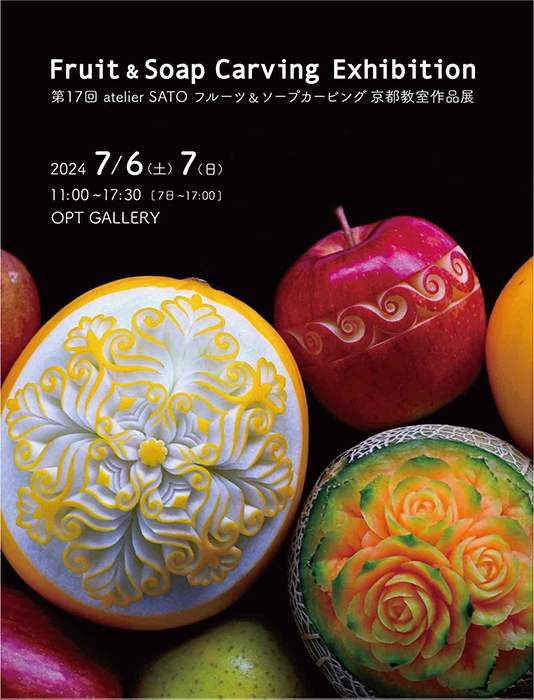 Fruit & Soap Carving Exhibition
第17回 atelier SATO フルーツ＆ソープカービング 京都教室作品展
2024 7/6（土）7（日）
11:00~17:30 [7日~17:00]
OPT GALLERY